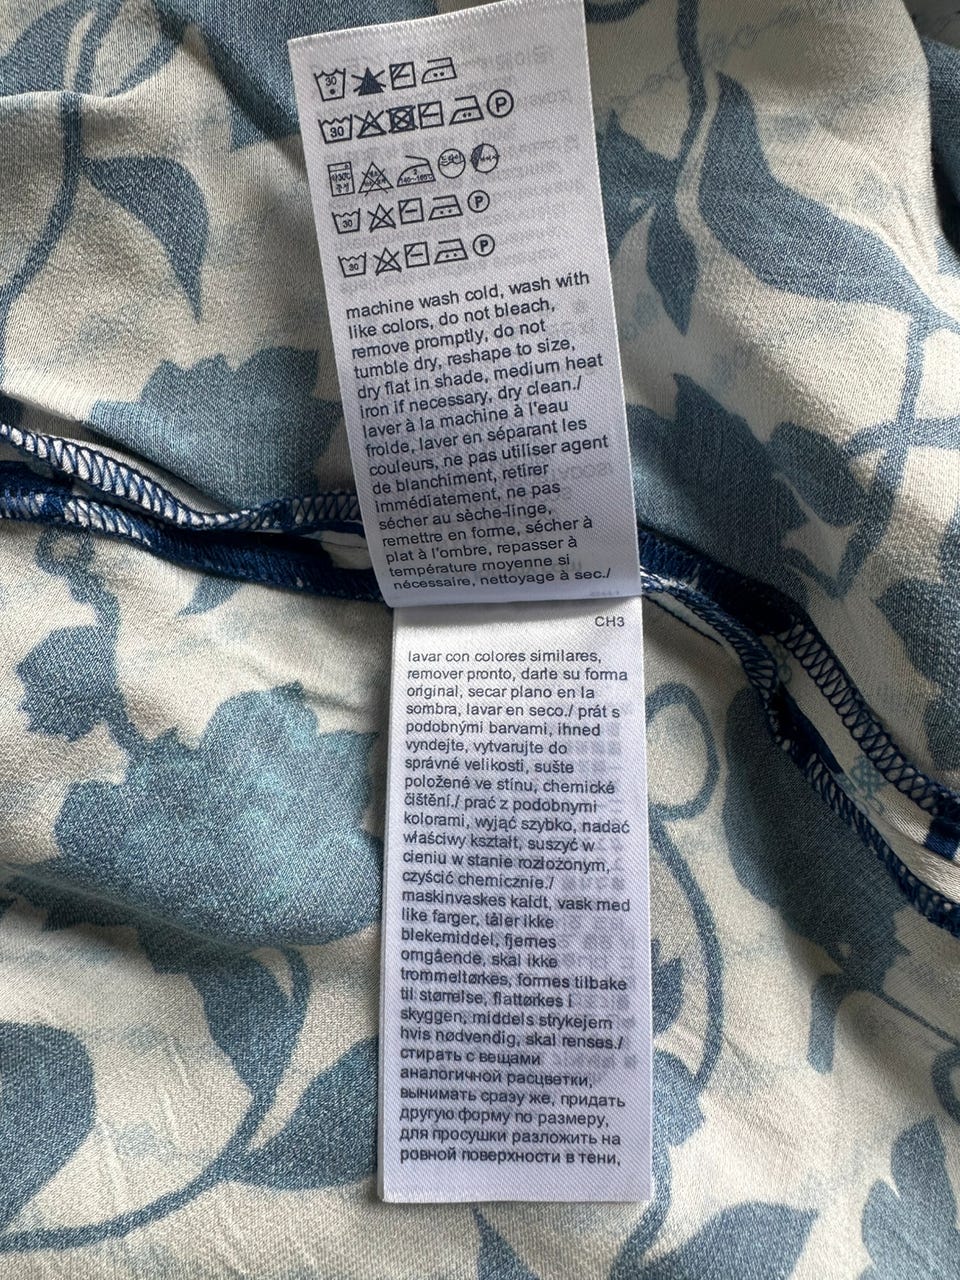 30
30 P
30 P
30 P
machine wash cold, wash with
like colors, do not bleach,
remove promptly, do not
tumble dry, reshape to size,
dry flat in shade, medium heat
iron if necessary, dry clean./
laver à la machine à l'eau
froide, laver en séparant les
couleurs, ne pas utiliser agent
de blanchiment, retirer
immédiatement, ne pas
sécher au sèche-linge,
remettre en forme, sécher à
plat à l'ombre, repasser à
température moyenne si
nécessaire, nettoyage à sec./
CH3
lavar con colores similares,
remover pronto, darle su forma
original, secar plano en la
sombra, lavar en seco./ prát s
podobnými barvami, ihned
vyndejte, vytvarujte do
správné velikosti, sušte
položené ve stínu, chemické
čištění./ prać z podobnymi
kolorami, wyjąć szybko, nadać
właściwy kształt, suszyć w
cieniu w stanie rozłożonym,
czyścić chemicznie./
maskinvaskes kaldt, vask med
like farger, tåler ikke
blekemiddel, fjernes
omgående, skal ikke
trommeltørkes, formes tilbake
til størrelse, flattørkes i
skyggen, middels strykejern
hvis nødvendig, skal renses./
стирать с вещами
аналогичной расцветки,
вынимать сразу же, придать
другую форму по размеру,
для просушки разложить на
ровной поверхности в тени,